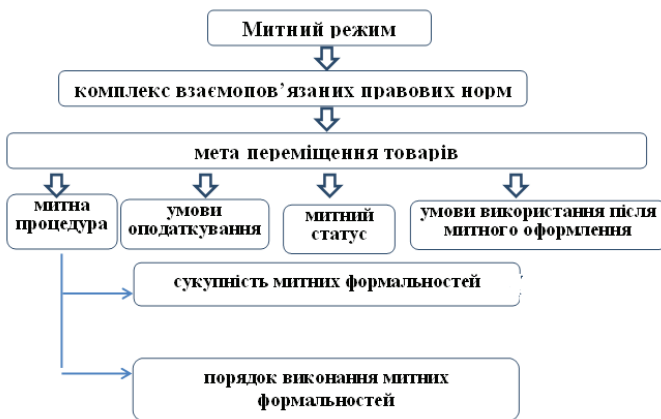 Митний режим
комплекс взаємопов’язаних правових норм
мета переміщення товарів
митна
процедура
умови
оподаткування
митний
статус
умови використання після
митного оформлення
сукупність митних формальностей
порядок виконання митних
формальностей